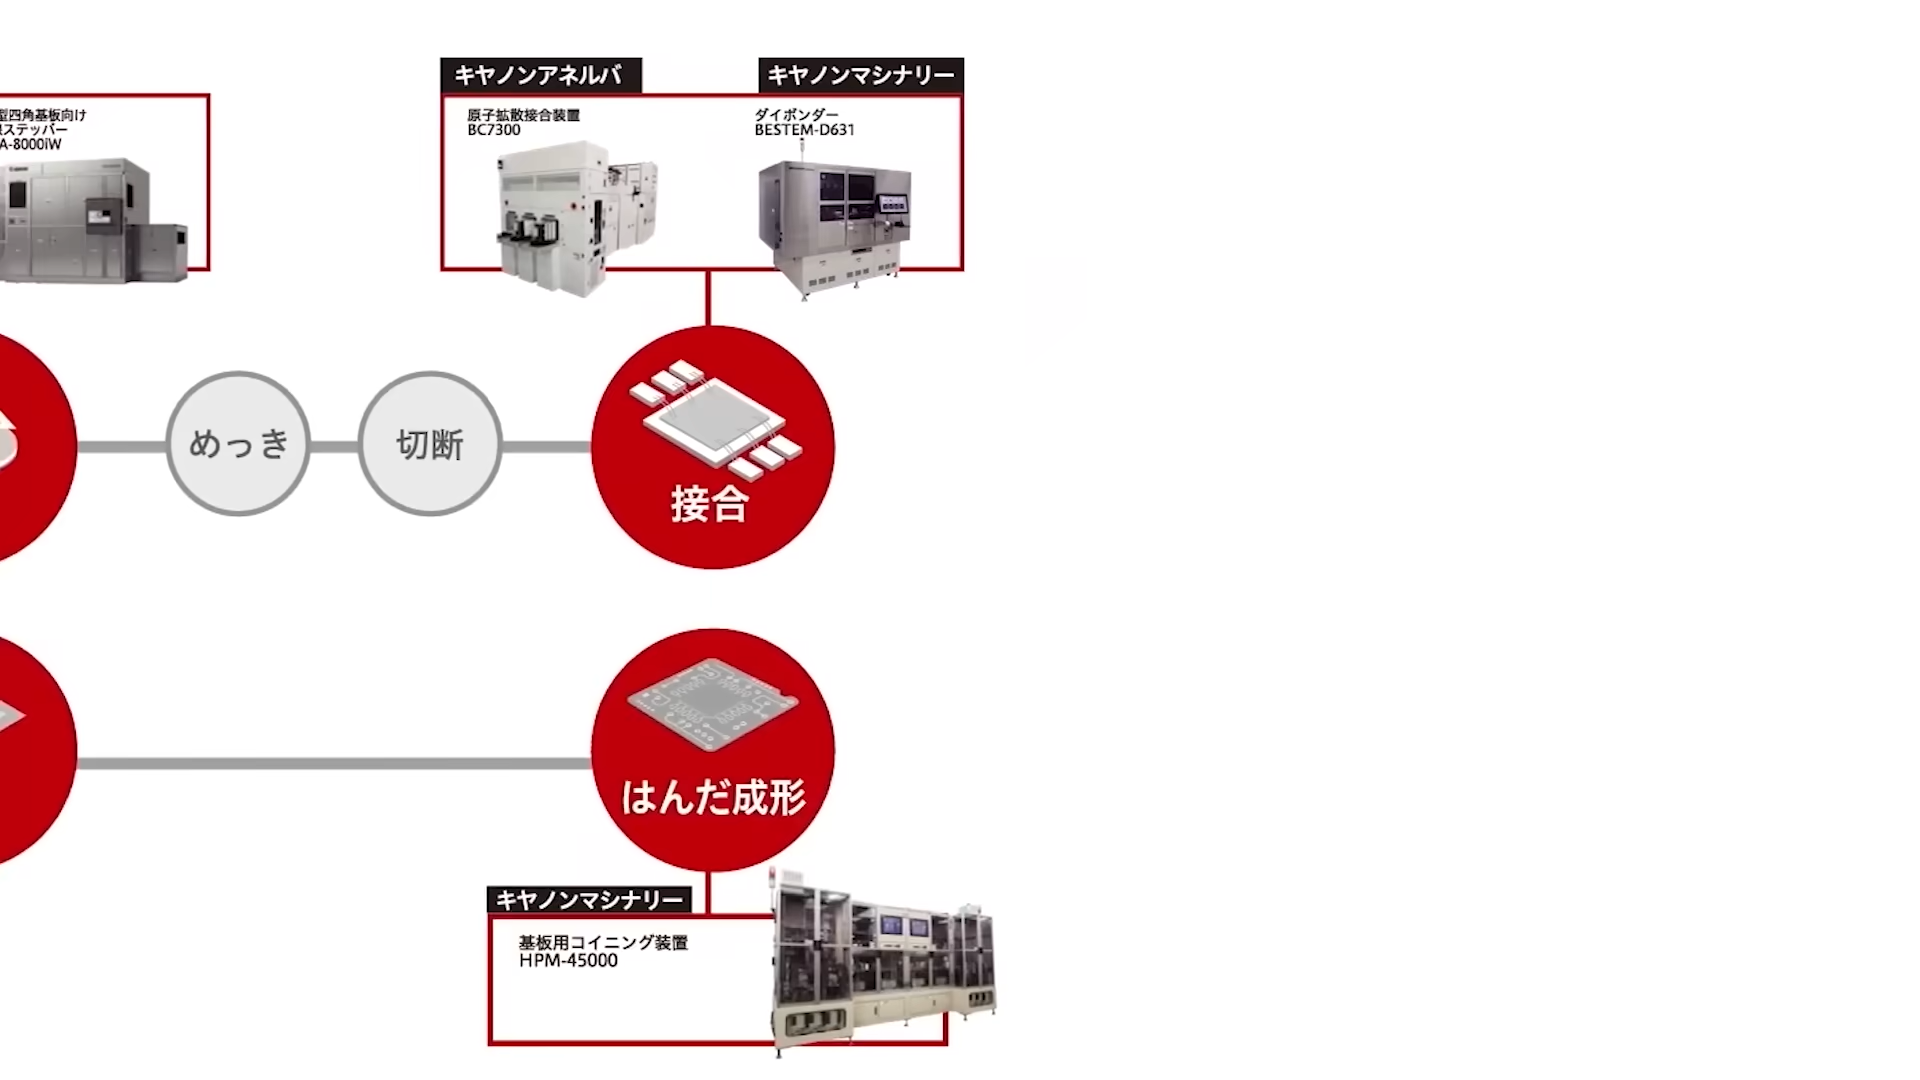 キヤノンアネルバ
キヤノンマシナリー
型四角基板向け
ステッパー
A-8000iW
原子拡散接合装置
BC7300
ダイボンダー
BESTEM-D631
めっき
切断
接合
はんだ成形
キヤノンマシナリー
基板用コイニング装置
HPM-45000